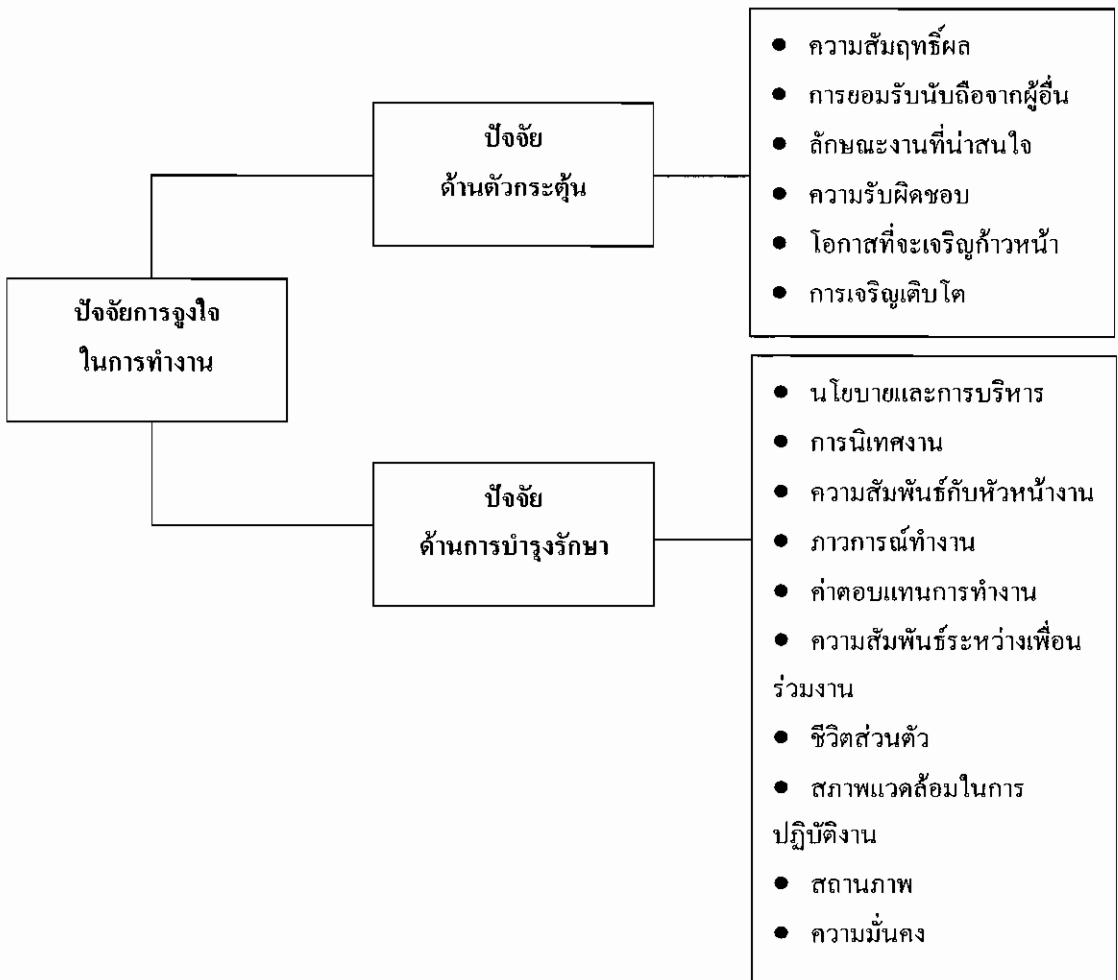 ปัจจัยการจูงใจ
ในการทำงาน
ปัจจัย
ด้านตัวกระตุ้น
● ความสัมฤทธิ์ผล
● การยอมรับนับถือจากผู้อื่น
● ลักษณะงานที่น่าสนใจ
● ความรับผิดชอบ
● โอกาสที่จะเจริญก้าวหน้า
● การเจริญเติบโต
ปัจจัย
ด้านการบำรุงรักษา
● นโยบายและการบริหาร
● การนิเทศงาน
● ความสัมพันธ์กับหัวหน้างาน
● ภาวการณ์ทำงาน
● ค่าตอบแทนการทำงาน
● ความสัมพันธ์ระหว่างเพื่อน
ร่วมงาน
● ชีวิตส่วนตัว
● สภาพแวดล้อมในการ
ปฏิบัติงาน
● สถานภาพ
● ความมั่นคง